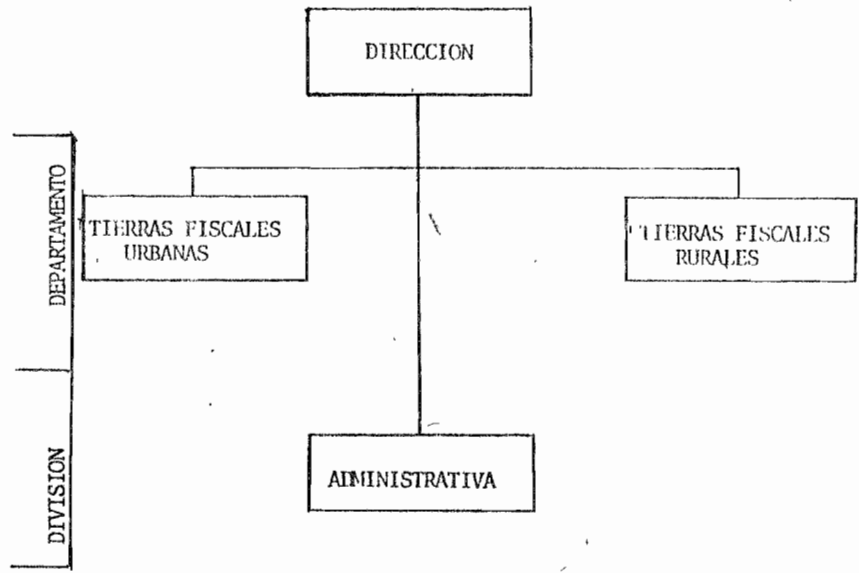 DIRECCION
DEPARTAMENTO
TIERRAS FISCALES
URBANAS
TIERRAS FISCALES
RURALES
DIVISION
ADMINISTRATIVA